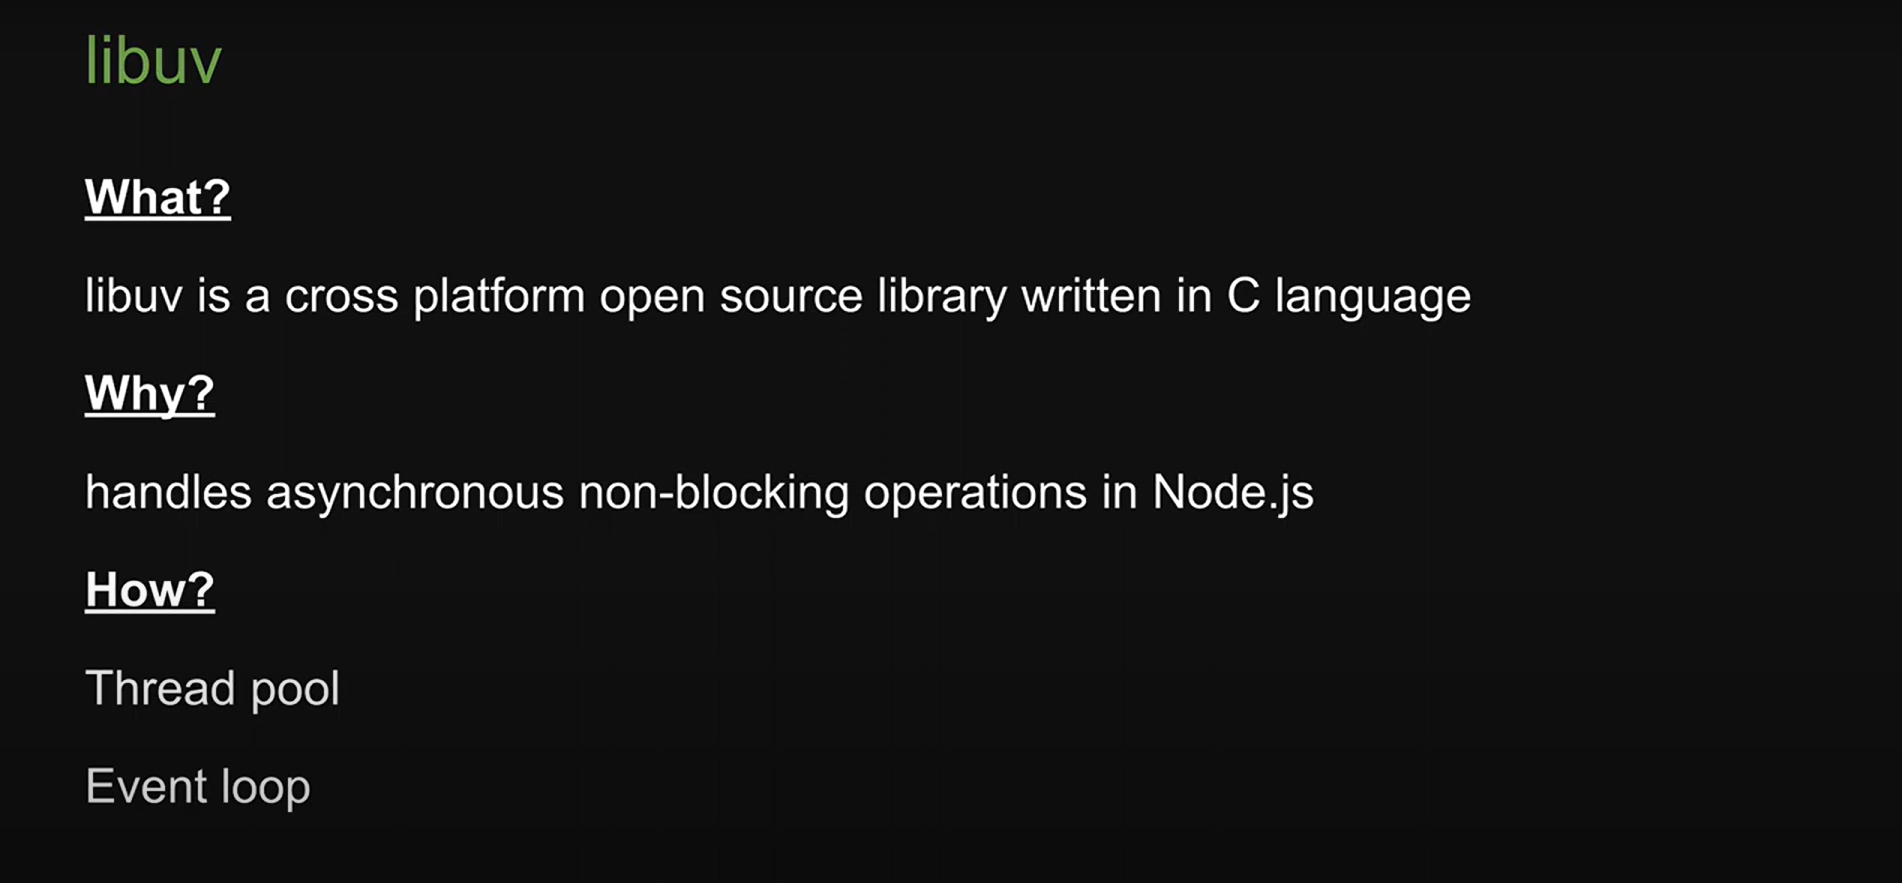 libuv
What?
libuv is a cross platform open source library written in C language
Why?
handles asynchronous non-blocking operations in Node.js
How?
Thread pool
Event loop